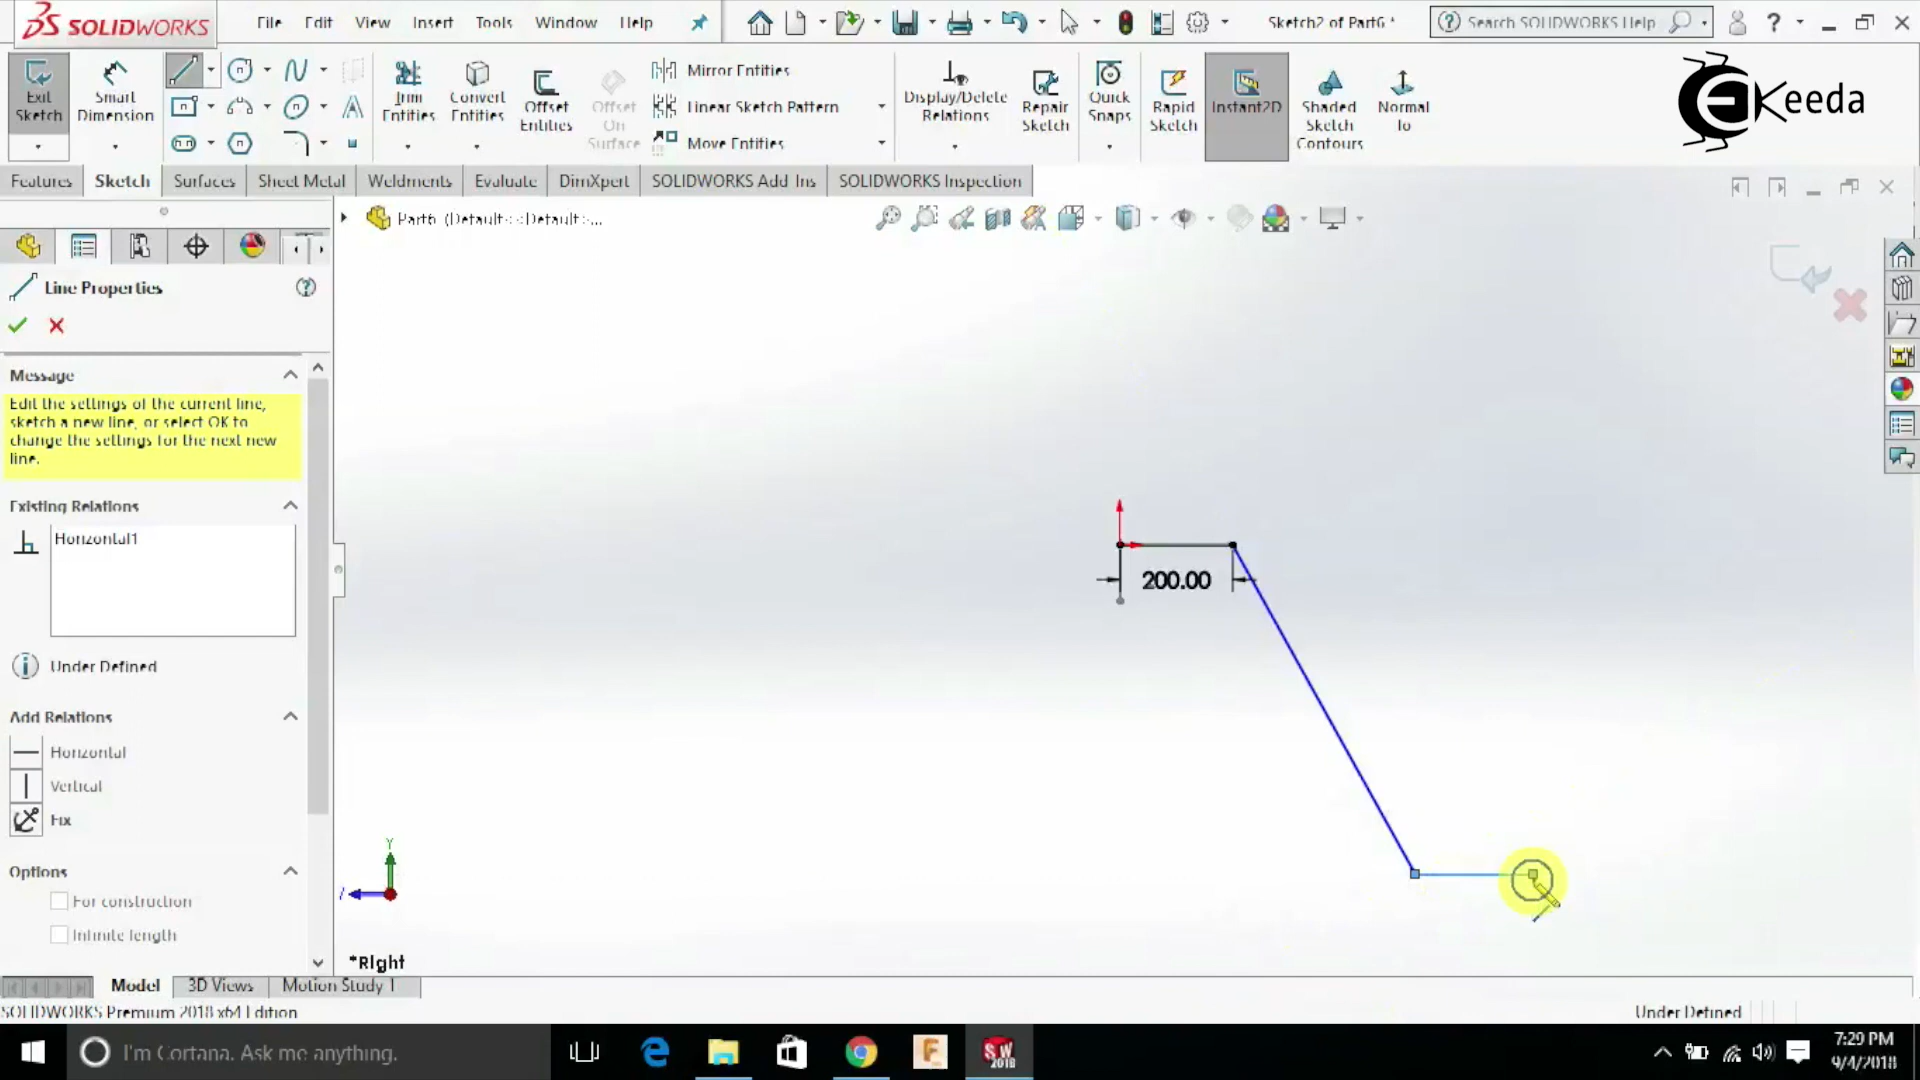 SOLIDWORKS
File Edit View Insert Tools Window Help
Sketch2 of Part6 *
Search SOLIDWORKS Help
Exit Sketch
Smart Dimension
Trim Entities
Convert Entities
Offset Entities
Offset On Surface
Mirror Entities
Linear Sketch Pattern
Move Entities
Display/Delete Relations
Repair Sketch
Quick Snaps
Rapid Sketch
Instant2D
Shaded Sketch Contours
Normal To
EKeeda
Features Sketch Surfaces Sheet Metal Weldments Evaluate DimXpert SOLIDWORKS Add-Ins SOLIDWORKS Inspection
Part6 (Default<<Default>...
Line Properties
Message
Edit the settings of the current line,
sketch a new line, or select OK to
change the settings for the next new
line.
Existing Relations
Horizontal1
Under Defined
Add Relations
Horizontal
Vertical
Fix
Options
For construction
Infinite length
200.00
Y
*Right
Model 3D Views Motion Study 1
SOLIDWORKS Premium 2018 x64 Edition
Under Defined
I'm Cortana. Ask me anything.
SW
2018
7:29 PM
9/4/2018